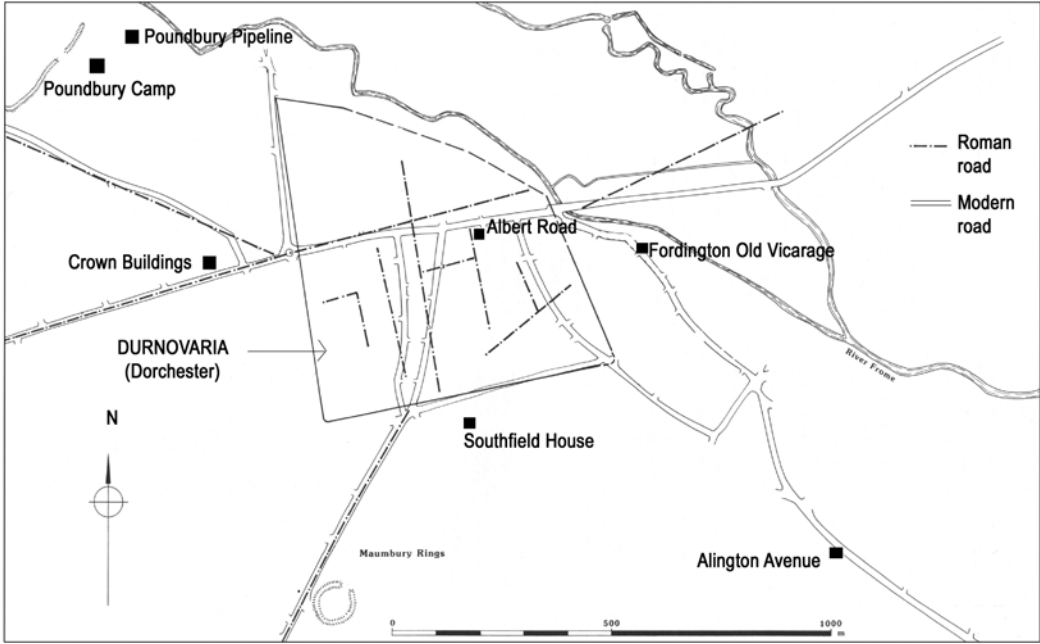 Poundbury Pipeline
Poundbury Camp
Roman
road
Modern
road
Albert Road
Fordington Old Vicarage
Crown Buildings
DURNOVARIA
(Dorchester)
River Frome
N
Southfield House
Maumbury Rings
Alington Avenue
0 500 1000
m